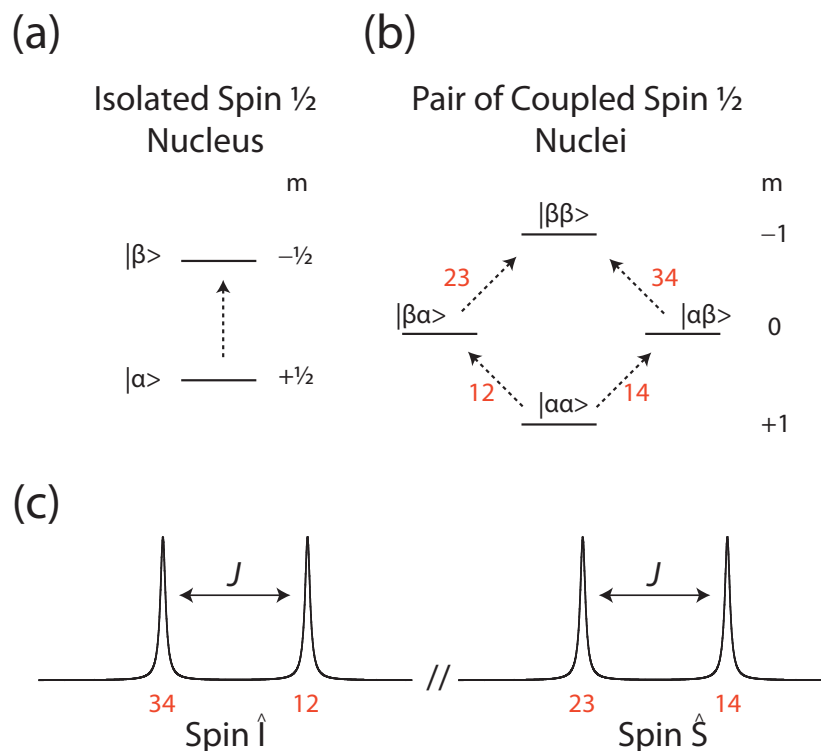 (a)
Isolated Spin ½
Nucleus
m
|β>
−½
|α>
+½
(b)
Pair of Coupled Spin ½
Nuclei
m
|ββ>
−1
23
34
|βα>
|αβ>
0
12
|αα>
14
+1
(c)
J
J
//
34
12
23
14
Spin Î
Spin Ŝ